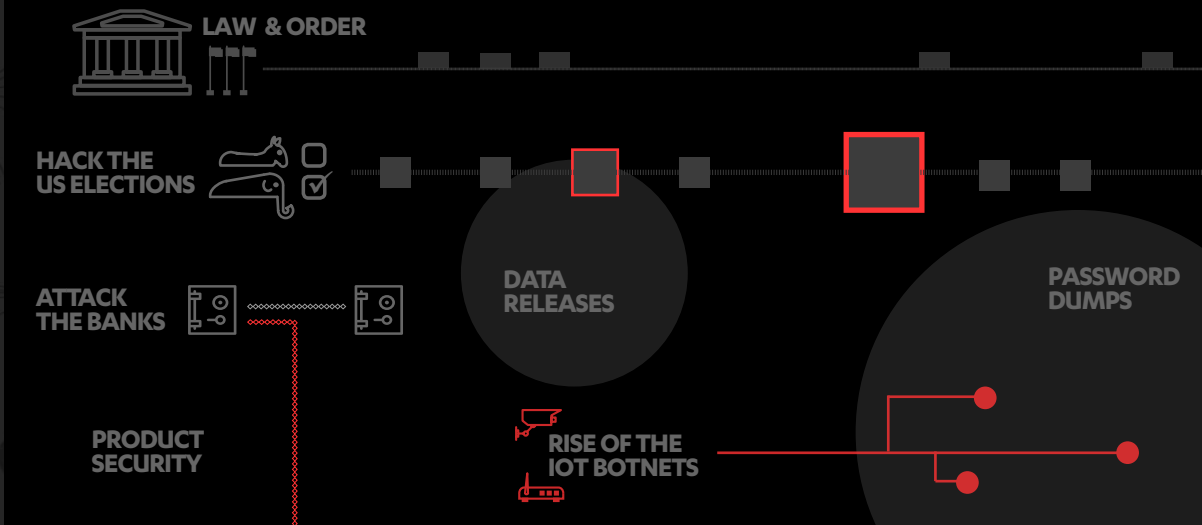 LAW & ORDER
HACK THE
US ELECTIONS
ATTACK
THE BANKS
DATA
RELEASES
PASSWORD
DUMPS
PRODUCT
SECURITY
RISE OF THE
IOT BOTNETS